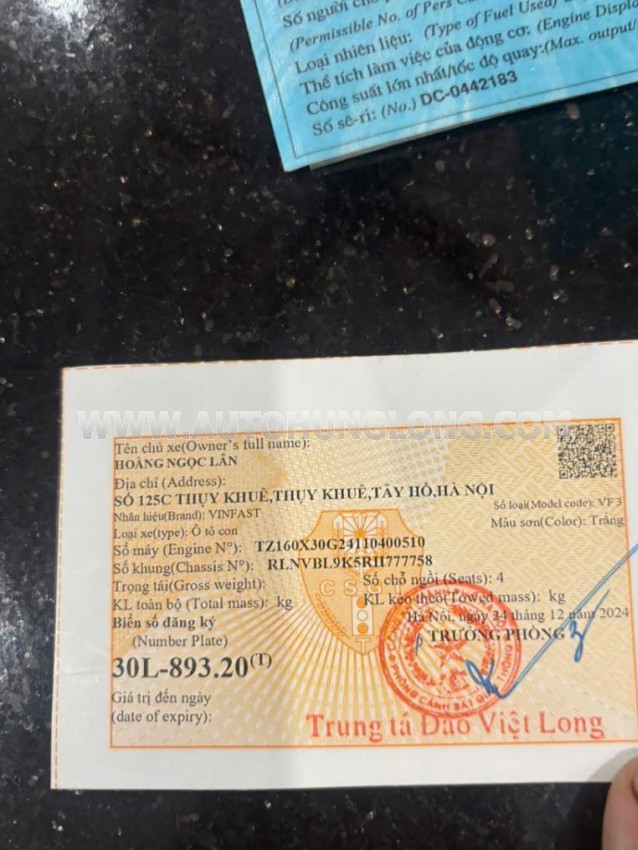 Số người cho
(Permissible No. of Pers
Loại nhiên liệu: (Type of Fuel Used)
Thể tích làm việc của động cơ: (Engine Displa
Công suất lớn nhất/tốc độ quay:(Max. output/
Số sê-ri: (No.) DC-0442183
WWW.AUTOHUNGLONG.COM
Tên chủ xe(Owner's full name):
HOÀNG NGỌC LÂN
Địa chỉ (Address):
SỐ 125C THỤY KHUÊ,THỤY KHUÊ,TÂY HỒ,HÀ NỘI
Nhãn hiệu(Brand): VINFAST Số loại(Model code): VF 3
Loại xe(type): Ô tô con Màu sơn(Color): Trắng
Số máy (Engine N°): TZ160X30G24110400510
Số khung(Chassis N°): RLNVBL9K5RH777758
Trọng tải(Gross weight): Số chỗ ngồi (Seats): 4
KL toàn bộ (Total mass): kg KL kéo theo(Towed mass): kg
Biển số đăng ký Hà Nội, ngày 24 tháng 12 năm 2024
(Number Plate) TRƯỞNG PHÒNG
30L-893.20(T)
Giá trị đến ngày
(date of expiry):
Trung tá Đào Việt Long